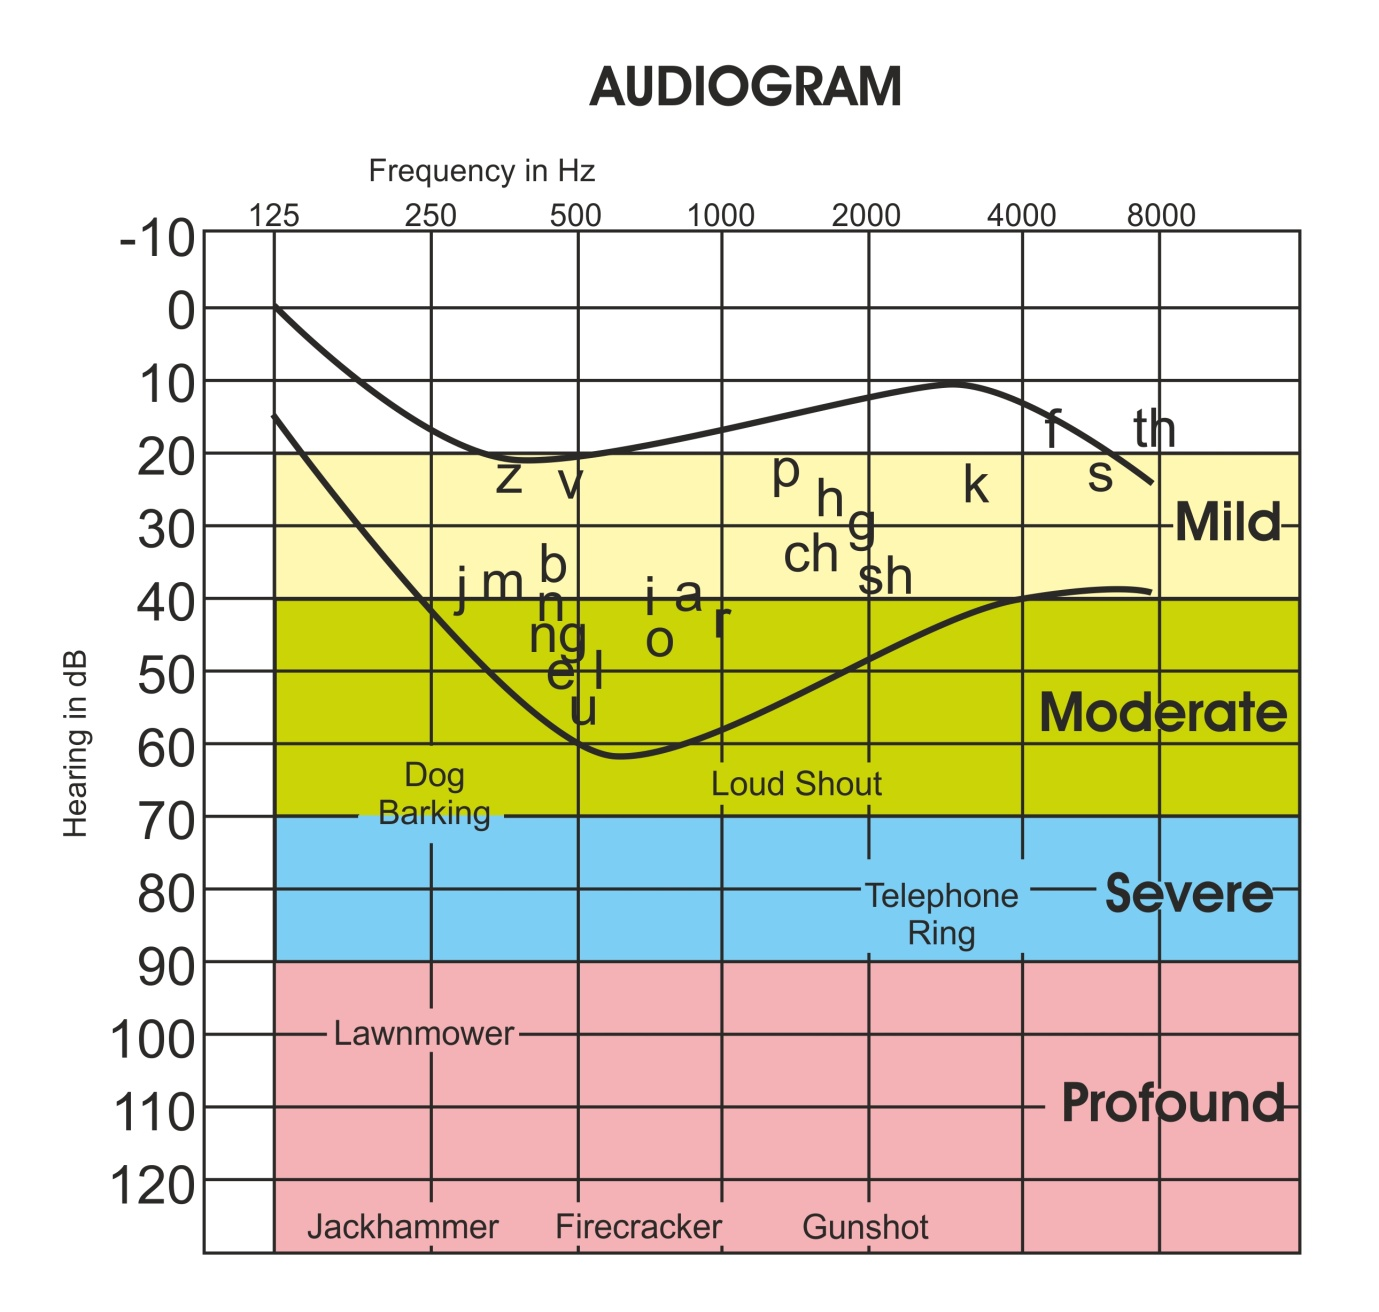 AUDIOGRAM
Frequency in Hz
125 250 500 1000 2000 4000 8000
-10
0
10
f th
20
z v p k s
h
30 g Mild
ch
b
j m sh
i a
40
n r
ng o
50
e l
u
Moderate
60
Hearing in dB
Dog
Barking
Loud Shout
70
80 Telephone Severe
Ring
90
100 Lawnmower
110 Profound
120
Jackhammer Firecracker Gunshot